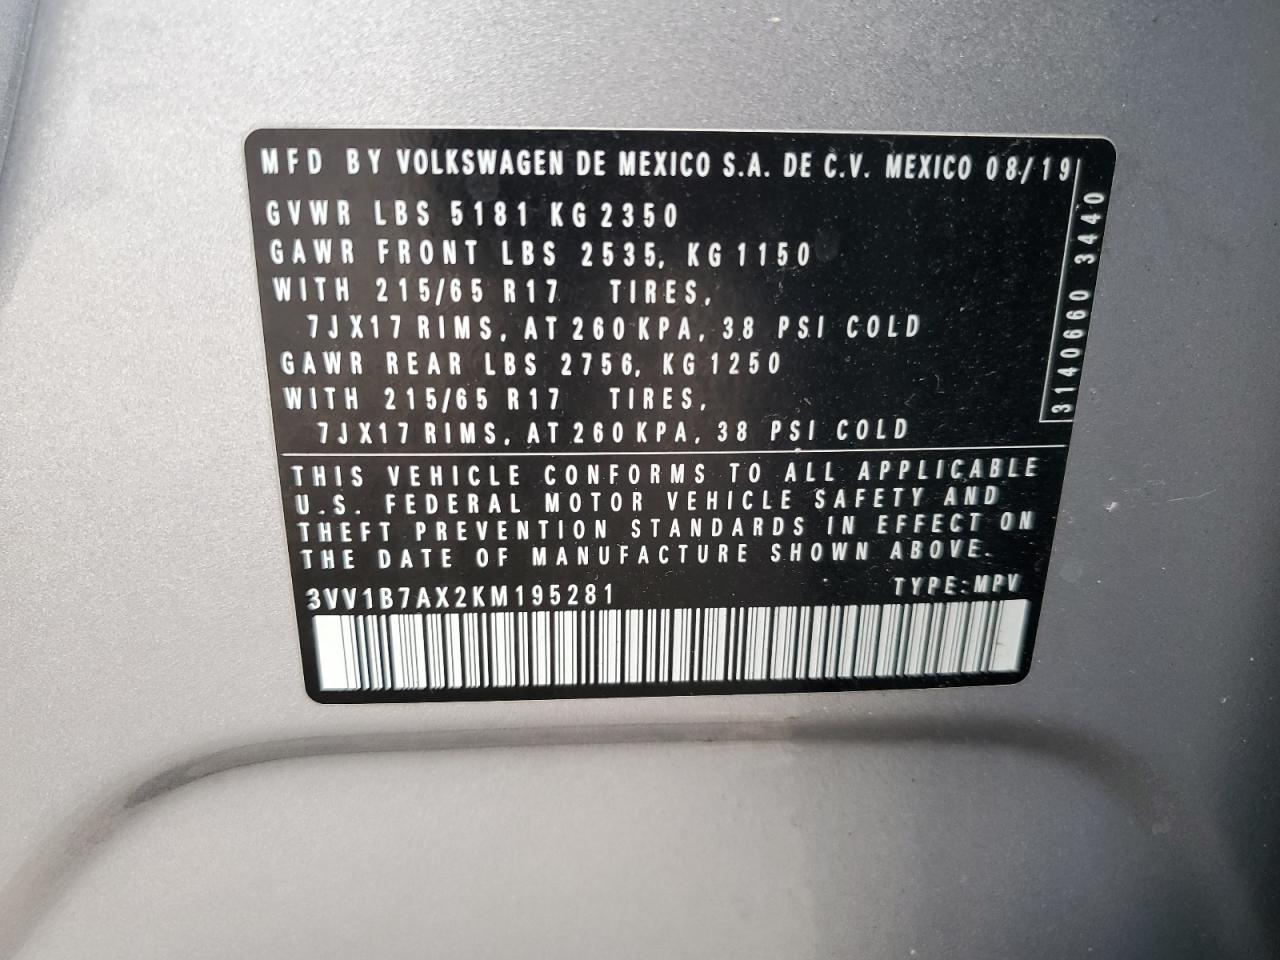 MFD BY VOLKSWAGEN DE MEXICO S.A. DE C.V. MEXICO 08/19
GVWR LBS 5181 KG 2350
GAWR FRONT LBS 2535, KG 1150
WITH 215/65 R17 TIRES,
7JX17 RIMS, AT 260 KPA, 38 PSI COLD
GAWR REAR LBS 2756, KG 1250
WITH 215/65 R17 TIRES,
7JX17 RIMS, AT 260 KPA, 38 PSI COLD
3140660 3440
THIS VEHICLE CONFORMS TO ALL APPLICABLE
U.S. FEDERAL MOTOR VEHICLE SAFETY AND
THEFT PREVENTION STANDARDS IN EFFECT ON
THE DATE OF MANUFACTURE SHOWN ABOVE.
3VV1B7AX2KM195281 TYPE: MPV